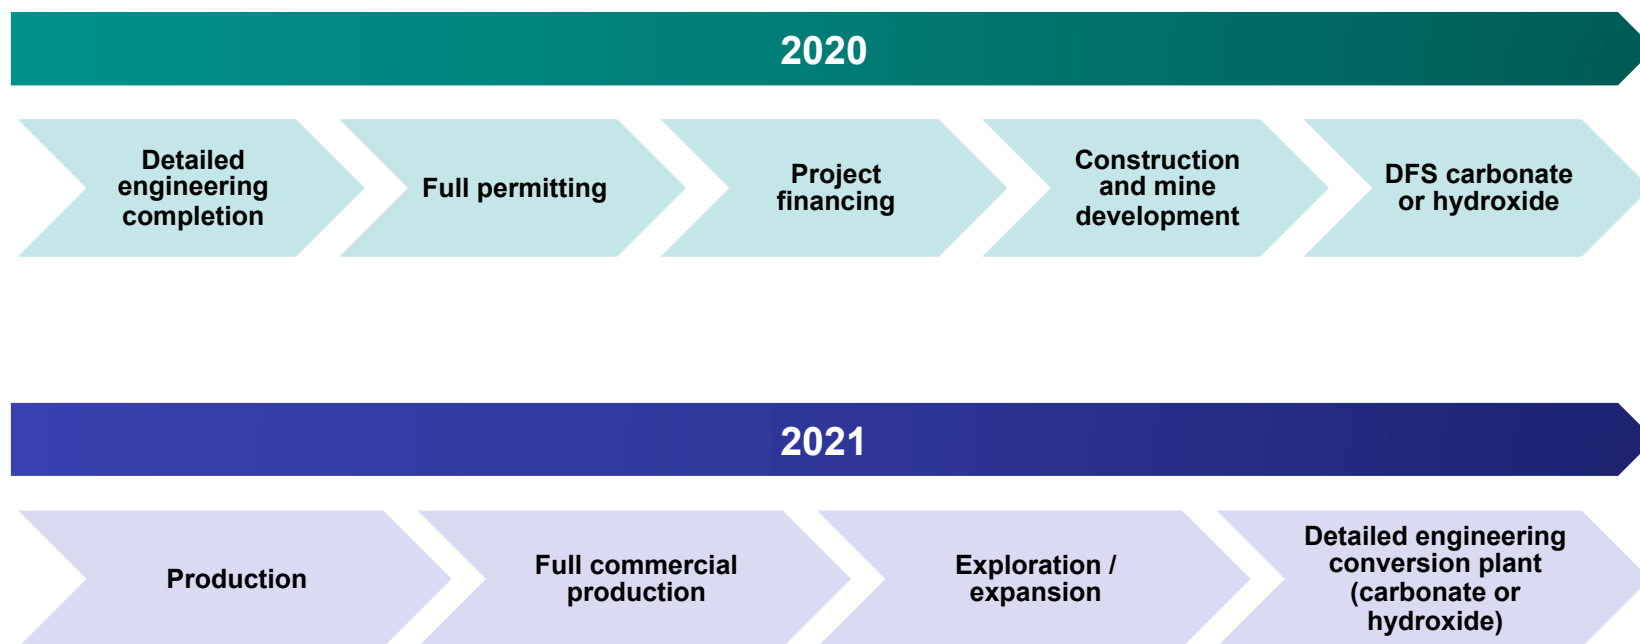 2020
Detailed
engineering
completion
Full permitting
Project
financing
Construction
and mine
development
DFS carbonate
or hydroxide
2021
Production
Full commercial
production
Exploration /
expansion
Detailed engineering
conversion plant
(carbonate or
hydroxide)